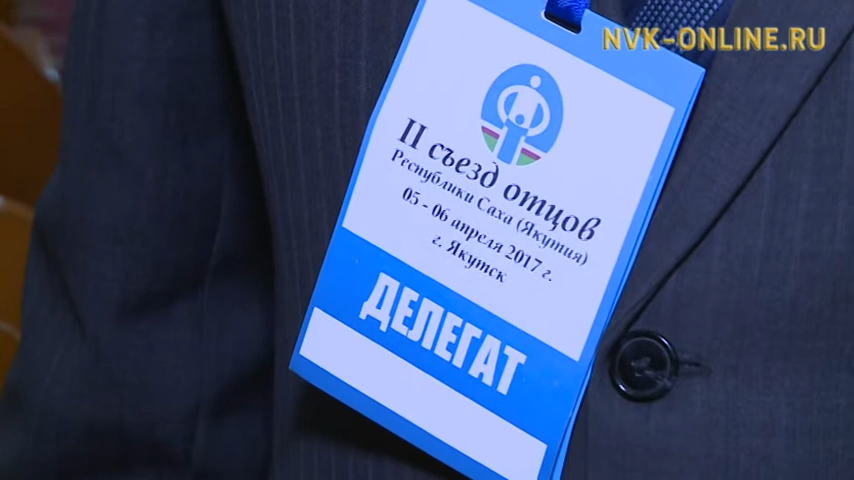 NVK-ONLINE.RU
II съезд отцов
Республики Саха (Якутия)
05 - 06 апреля 2017 г.
г. Якутск
ДЕЛЕГАТ